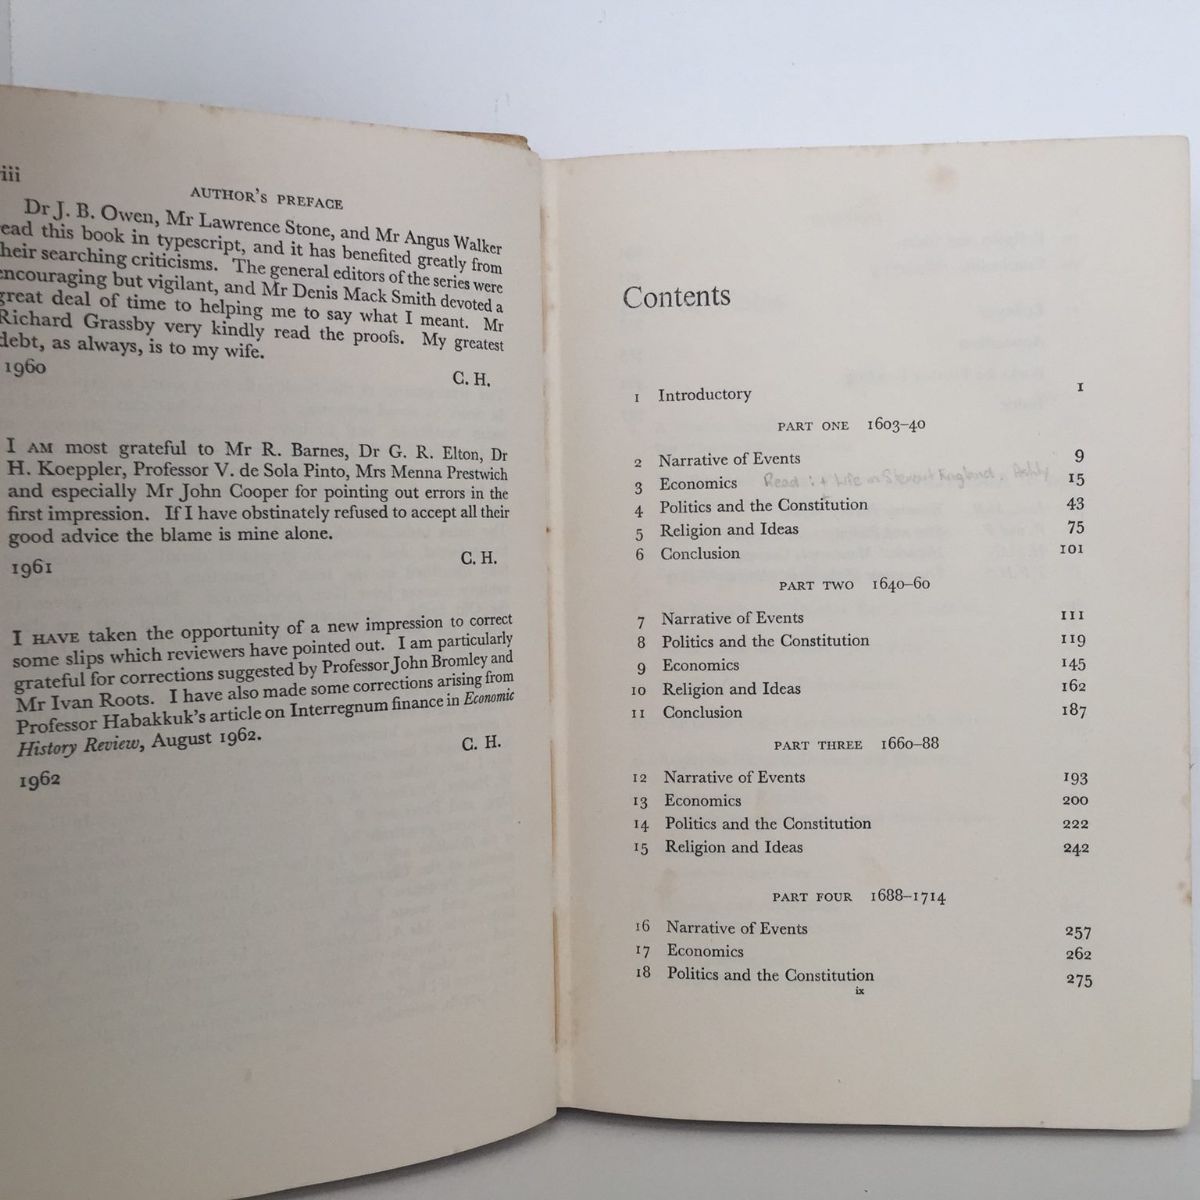 iii
AUTHOR'S PREFACE
Dr J. B. Owen, Mr Lawrence Stone, and Mr Angus Walker
ead this book in typescript, and it has benefited greatly from
heir searching criticisms. The general editors of the series were
encouraging but vigilant, and Mr Denis Mack Smith devoted a
great deal of time to helping me to say what I meant. Mr
Richard Grassby very kindly read the proofs. My greatest
debt, as always, is to my wife.
1960 C. H.
I AM most grateful to Mr R. Barnes, Dr G. R. Elton, Dr
H. Koeppler, Professor V. de Sola Pinto, Mrs Menna Prestwich
and especially Mr John Cooper for pointing out errors in the
first impression. If I have obstinately refused to accept all their
good advice the blame is mine alone.
1961 C. H.
I HAVE taken the opportunity of a new impression to correct
some slips which reviewers have pointed out. I am particularly
grateful for corrections suggested by Professor John Bromley and
Mr Ivan Roots. I have also made some corrections arising from
Professor Habakkuk's article on Interregnum finance in Economic
History Review, August 1962.
C. H.
1962
Contents
1 Introductory 1
PART ONE 1603-40
2 Narrative of Events 9
3 Economics Read Life in Stewart England, Ashly 15
4 Politics and the Constitution 43
5 Religion and Ideas 75
6 Conclusion 101
PART TWO 1640-60
7 Narrative of Events 111
8 Politics and the Constitution 119
9 Economics 145
10 Religion and Ideas 162
11 Conclusion 187
PART THREE 1660-88
12 Narrative of Events 193
13 Economics 200
14 Politics and the Constitution 222
15 Religion and Ideas 242
PART FOUR 1688-1714
16 Narrative of Events 257
17 Economics 262
18 Politics and the Constitution 275
ix